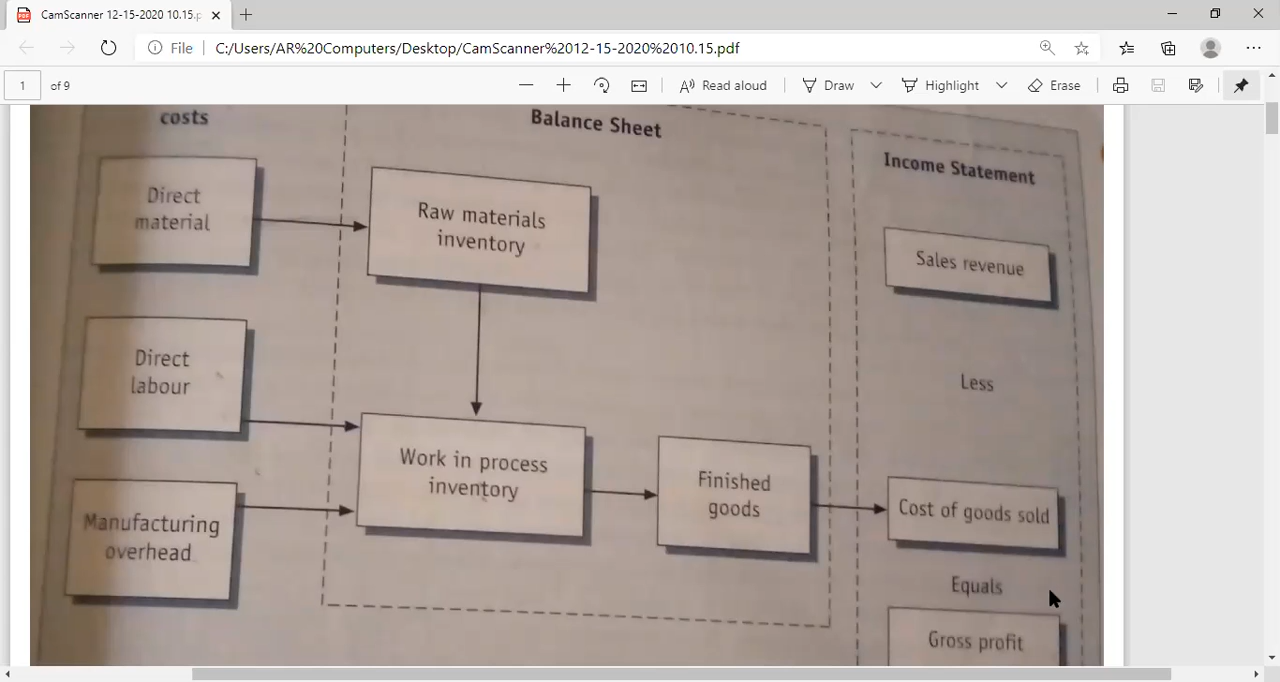 CamScanner 12-15-2020 10.15.p
File
C:/Users/AR%20Computers/Desktop/CamScanner%2012-15-2020%2010.15.pdf
1 of 9
Read aloud
Draw
Highlight
Erase
costs
Balance Sheet
Income Statement
Direct
material
Raw materials
inventory
Sales revenue
Direct
labour
Less
Work in process
inventory
Finished
goods
Cost of goods sold
Manufacturing
overhead
Equals
Gross profit